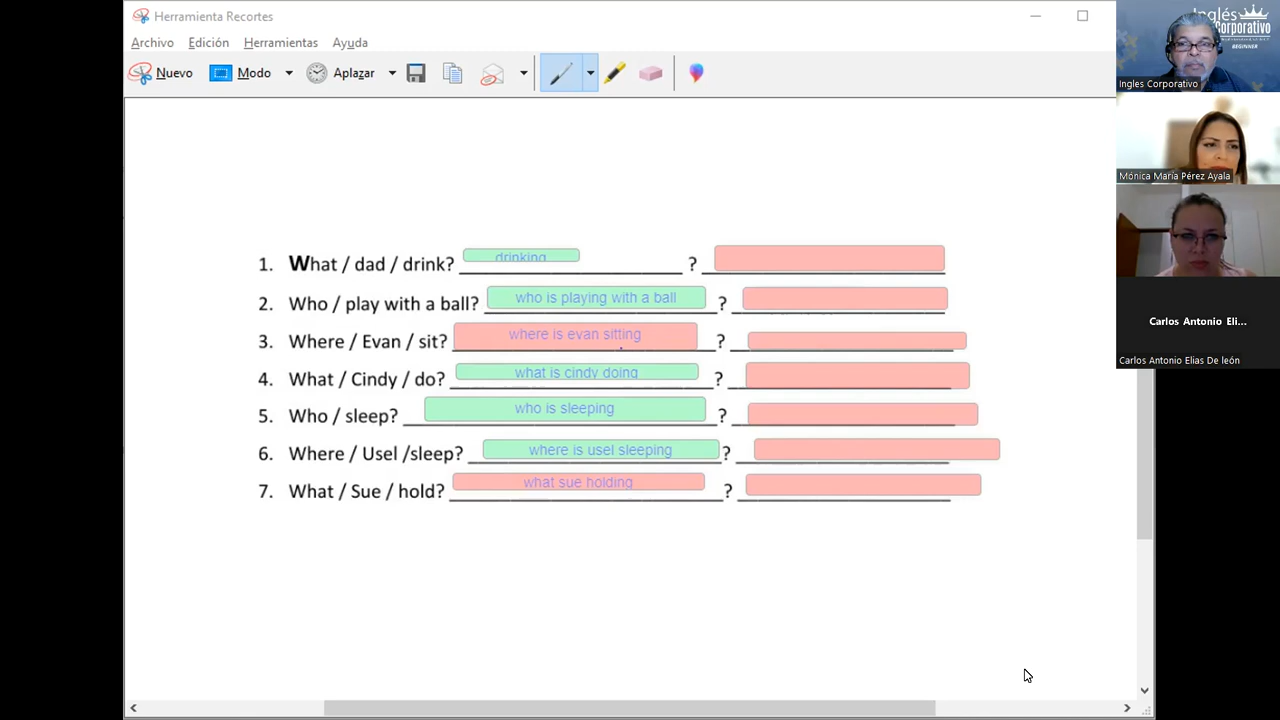 Herramienta Recortes
Archivo Edición Herramientas Ayuda
Nuevo Modo Aplazar
1. What / dad / drink? drinking ?
2. Who / play with a ball? who is playing with a ball ?
3. Where / Evan / sit? where is evan sitting ?
4. What / Cindy / do? what is cindy doing ?
5. Who / sleep? who is sleeping ?
6. Where / Usel /sleep? where is usel sleeping ?
7. What / Sue / hold? what sue holding ?
Inglés
Corporativo
BEGINNER
Ingles Corporativo
Mónica María Pérez Ayala
Carlos Antonio Eli...
Carlos Antonio Elias De león